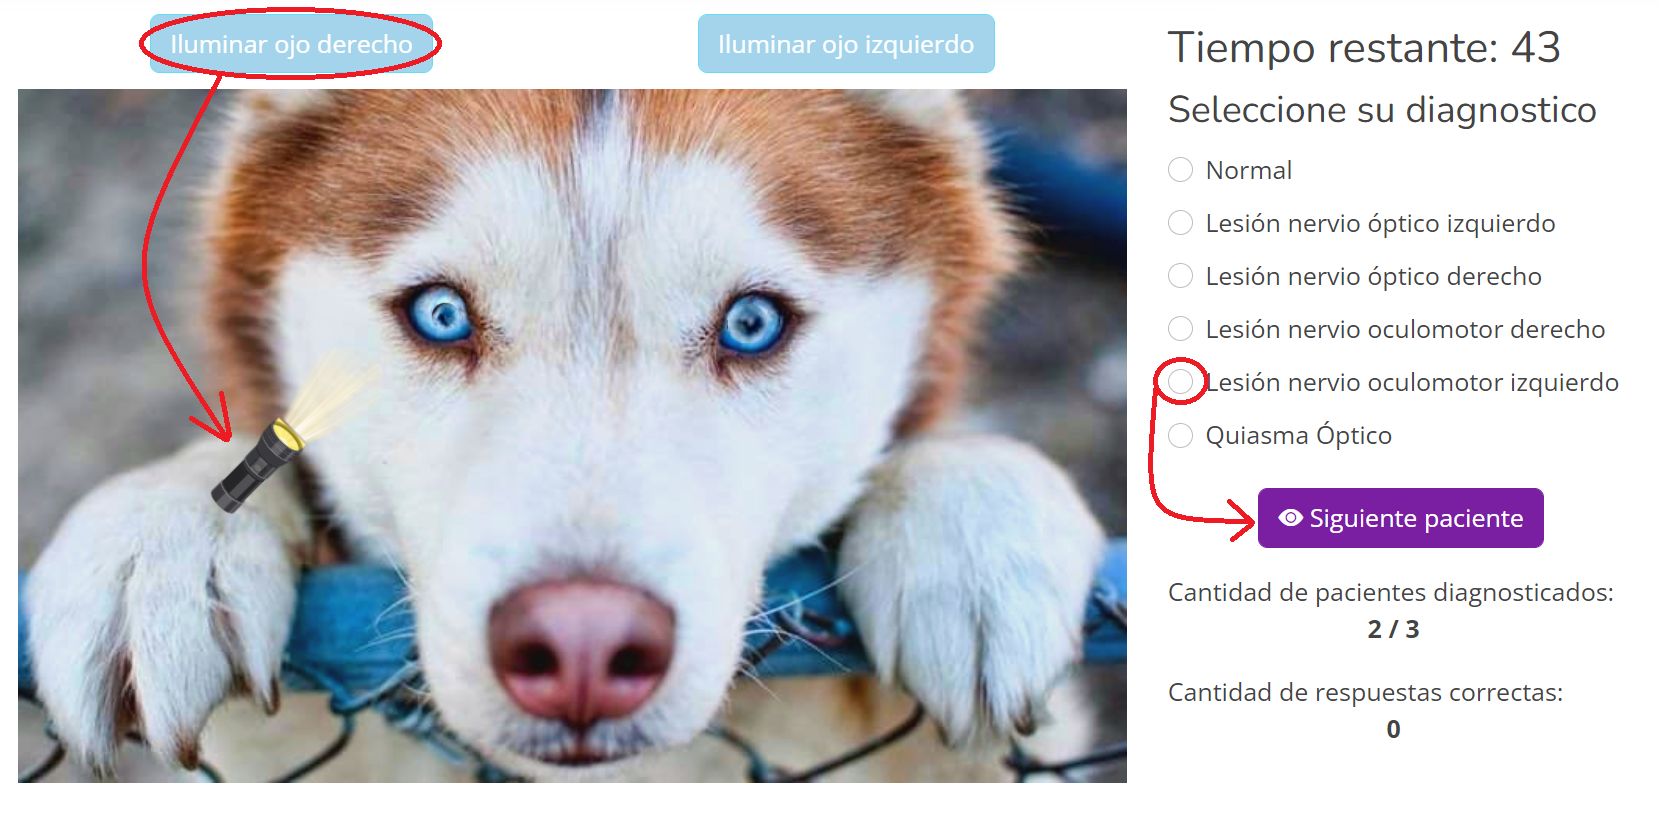 Iluminar ojo derecho
Iluminar ojo izquierdo
Tiempo restante: 43
Seleccione su diagnostico
Normal
Lesión nervio óptico izquierdo
Lesión nervio óptico derecho
Lesión nervio oculomotor derecho
Lesión nervio oculomotor izquierdo
Quiasma Óptico
Siguiente paciente
Cantidad de pacientes diagnosticados:
2 / 3
Cantidad de respuestas correctas:
0